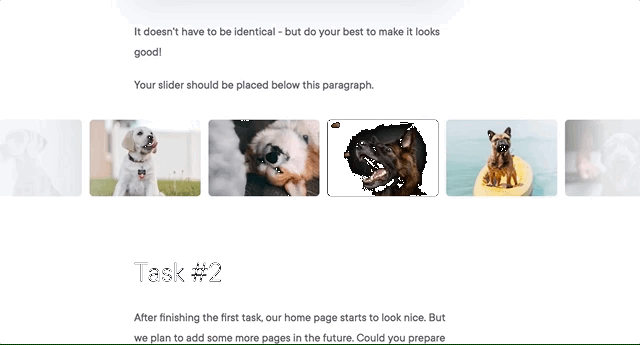 It doesn't have to be identical - but do your best to make it looks
good!
Your slider should be placed below this paragraph.
Task #2
After finishing the first task, our home page starts to look nice. But
we plan to add some more pages in the future. Could you prepare